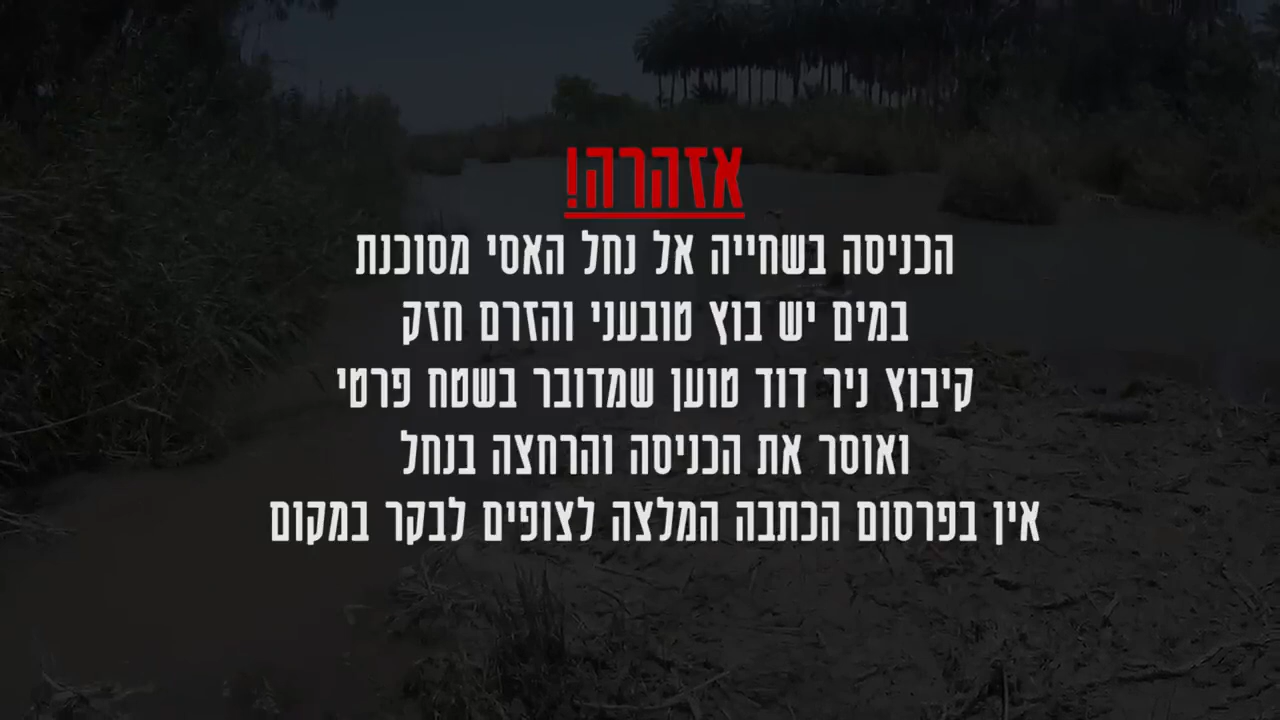 אזהרה!
הכניסה בשחייה אל נחל האסי מסוכנת
במים יש בוץ טובעני והזרם חזק
קיבוץ ניר דוד טוען שמדובר בשטח פרטי
ואוסר את הכניסה והרחצה בנחל
אין בפרסום הכתבה המלצה לצופים לבקר במקום